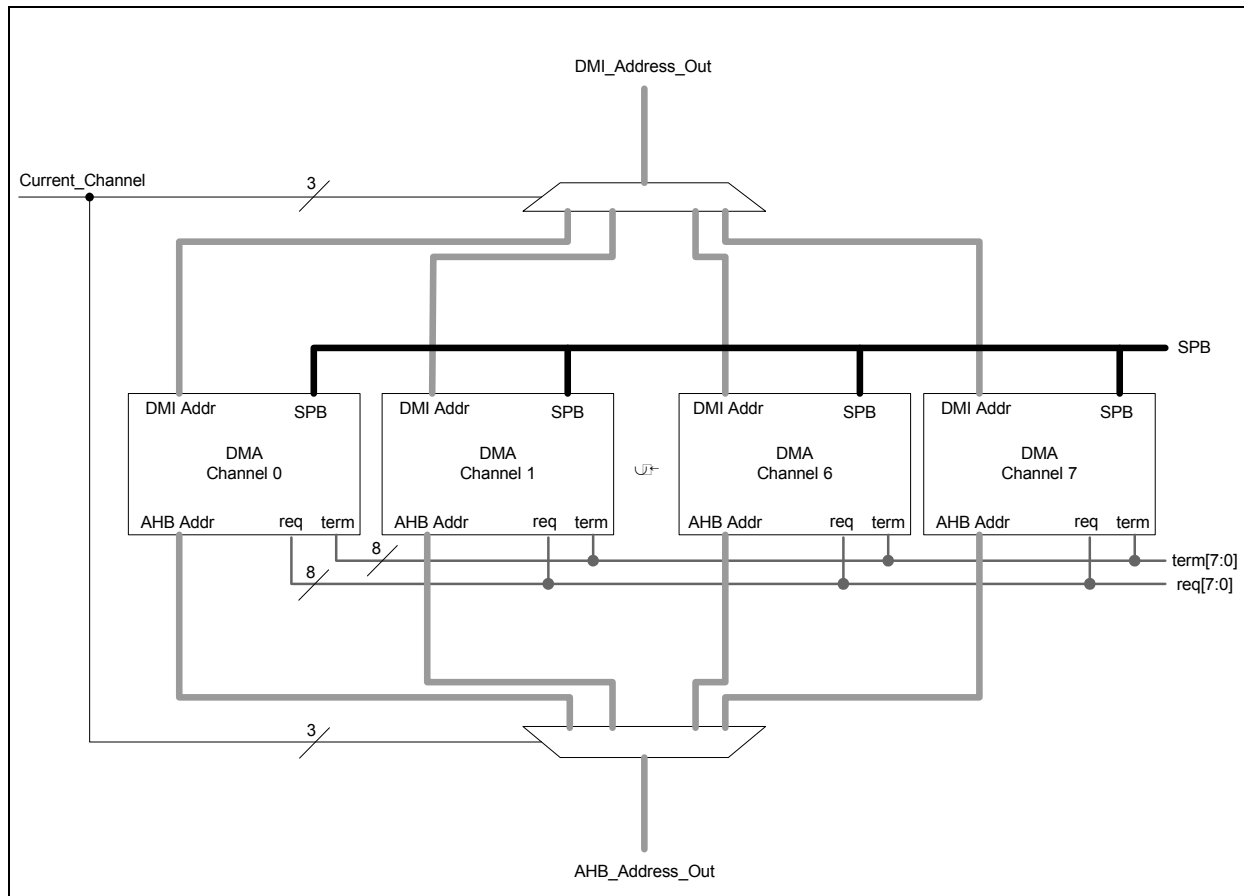 DMI_Address_Out
Current_Channel
3
SPB
DMI Addr SPB
DMA
Channel 0
AHB Addr req term
DMI Addr SPB
DMA
Channel 1
AHB Addr req term
DMI Addr SPB
DMA
Channel 6
AHB Addr req term
DMI Addr SPB
DMA
Channel 7
AHB Addr req term
8
term[7:0]
8
req[7:0]
3
AHB_Address_Out